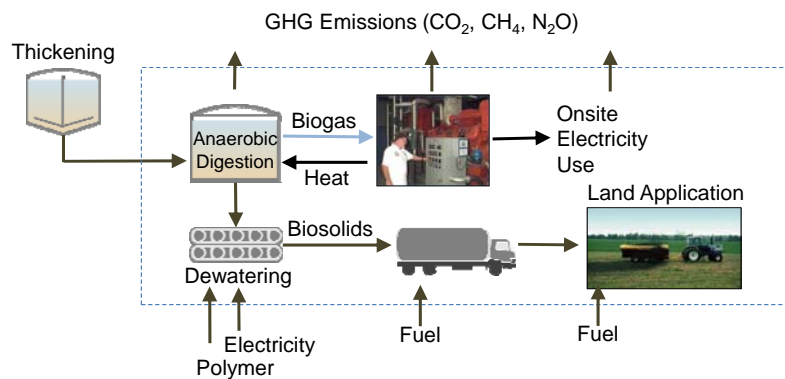 GHG Emissions (CO₂, CH₄, N₂O)
Thickening
Anaerobic
Digestion
Biogas
Heat
Onsite
Electricity
Use
Land Application
Biosolids
Dewatering
Electricity
Polymer
Fuel
Fuel